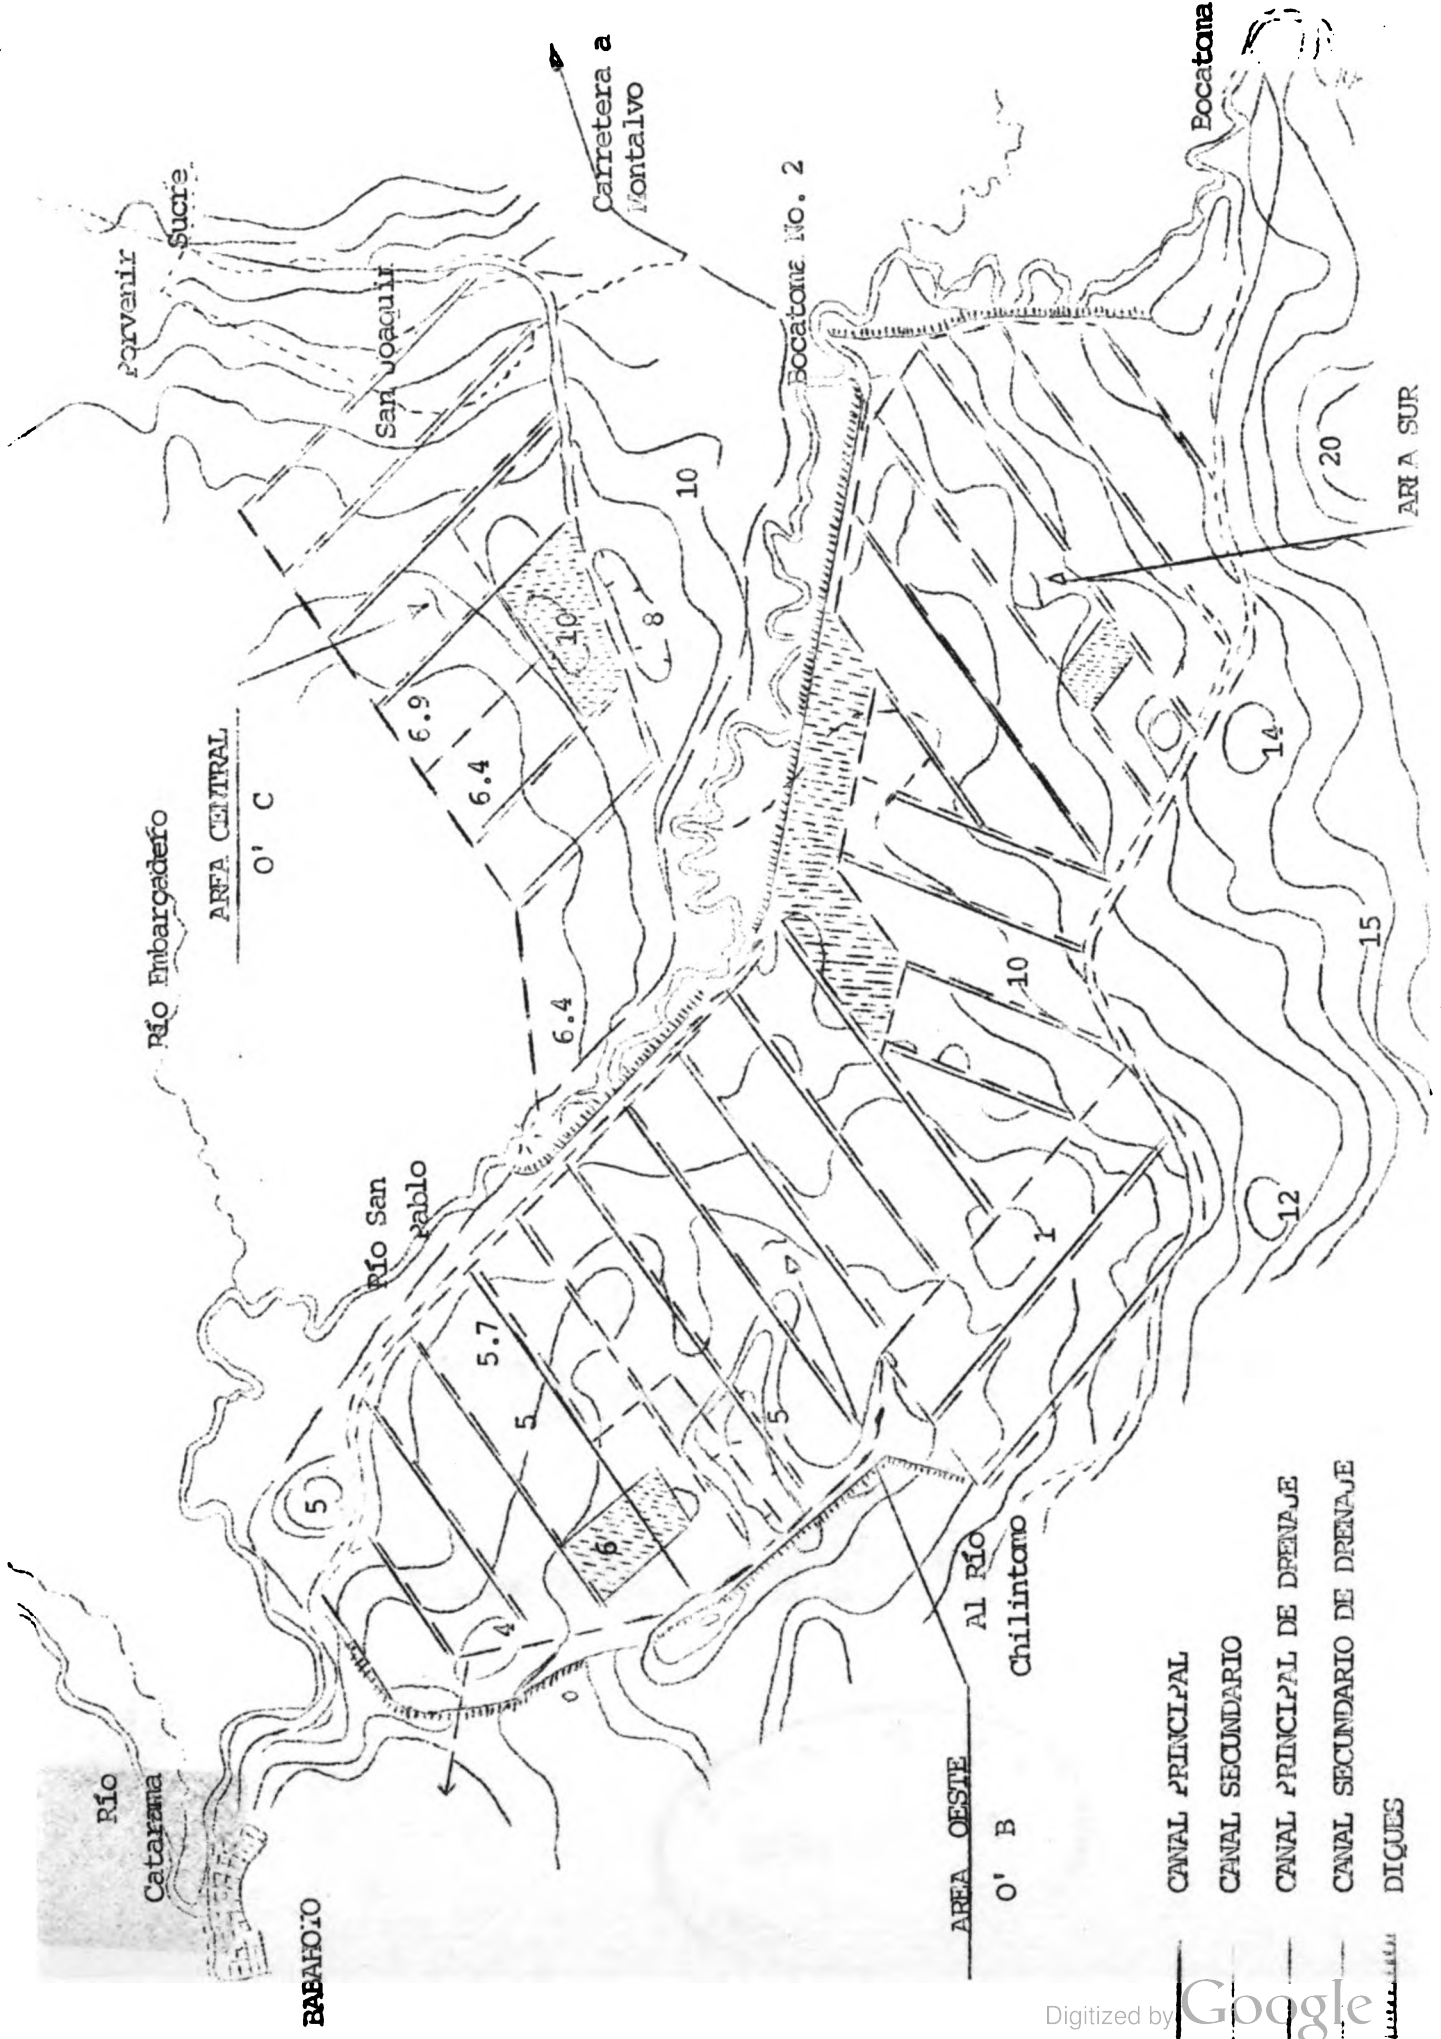 BABAHOYO
Río
Catarama
Río Embarcadero
Río San
Pablo
Porvenir
Sucre
San Joaquin
AREA CENTRAL
O' C
Carretera a
Montalvo
Bocatoma No. 2
Bocatoma
6.9
6.4
6.4
10
8
10
5
5.7
5
5
6
4
10
1
20
14
15
12
AREA SUR
AREA OESTE
O' B
Al Río
Chilintomo
CANAL PRINCIPAL
CANAL SECUNDARIO
CANAL PRINCIPAL DE DRENAJE
CANAL SECUNDARIO DE DRENAJE
DIQUES
Digitized by Google